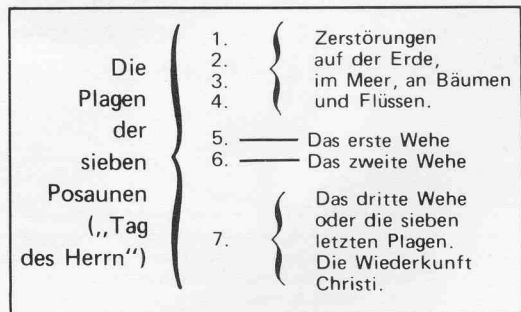 Die
Plagen
der
sieben
Posaunen
(„Tag
des Herrn“)
1.
2.
3.
4.
Zerstörungen
auf der Erde,
im Meer, an Bäumen
und Flüssen.
5. Das erste Wehe
6. Das zweite Wehe
7.
Das dritte Wehe
oder die sieben
letzten Plagen.
Die Wiederkunft
Christi.